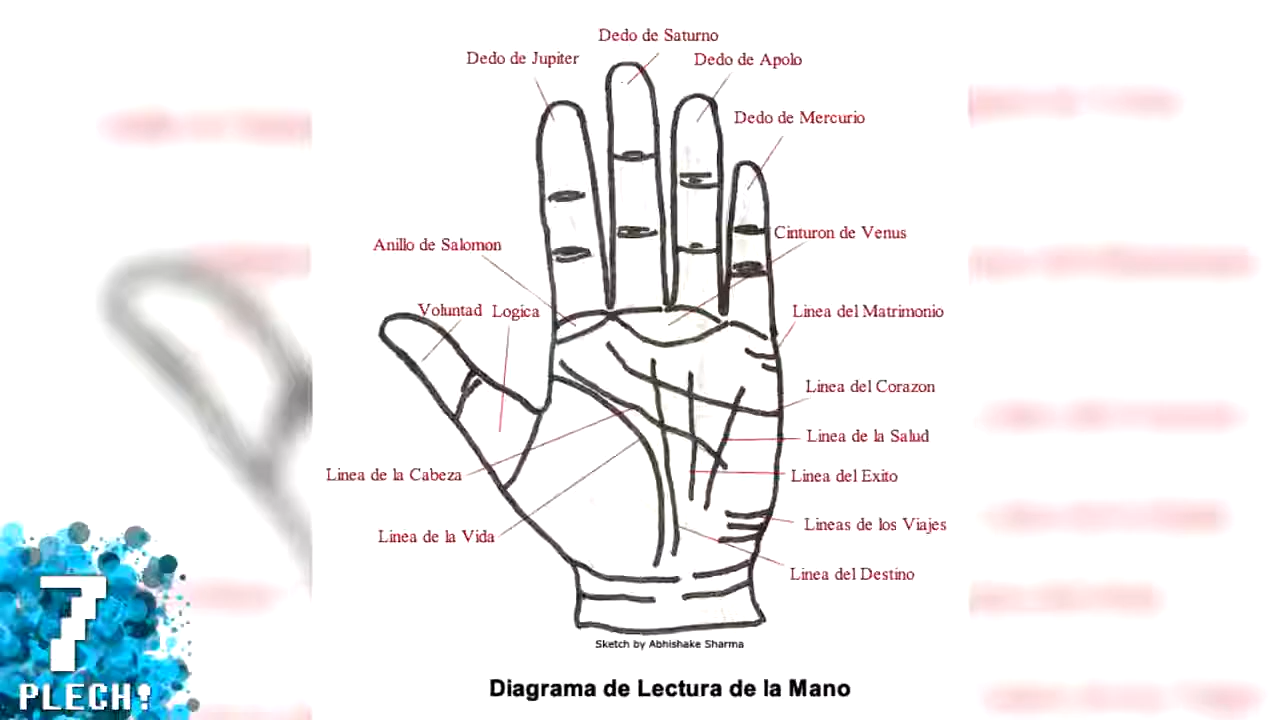 Dedo de Saturno
Dedo de Jupiter
Dedo de Apolo
Dedo de Mercurio
Cinturon de Venus
Anillo de Salomon
Voluntad
Logica
Linea del Matrimonio
Linea del Corazon
Linea de la Salud
Linea de la Cabeza
Linea del Exito
Lineas de los Viajes
Linea de la Vida
Linea del Destino
Sketch by Abhishake Sharma
Diagrama de Lectura de la Mano
7
PLECH!